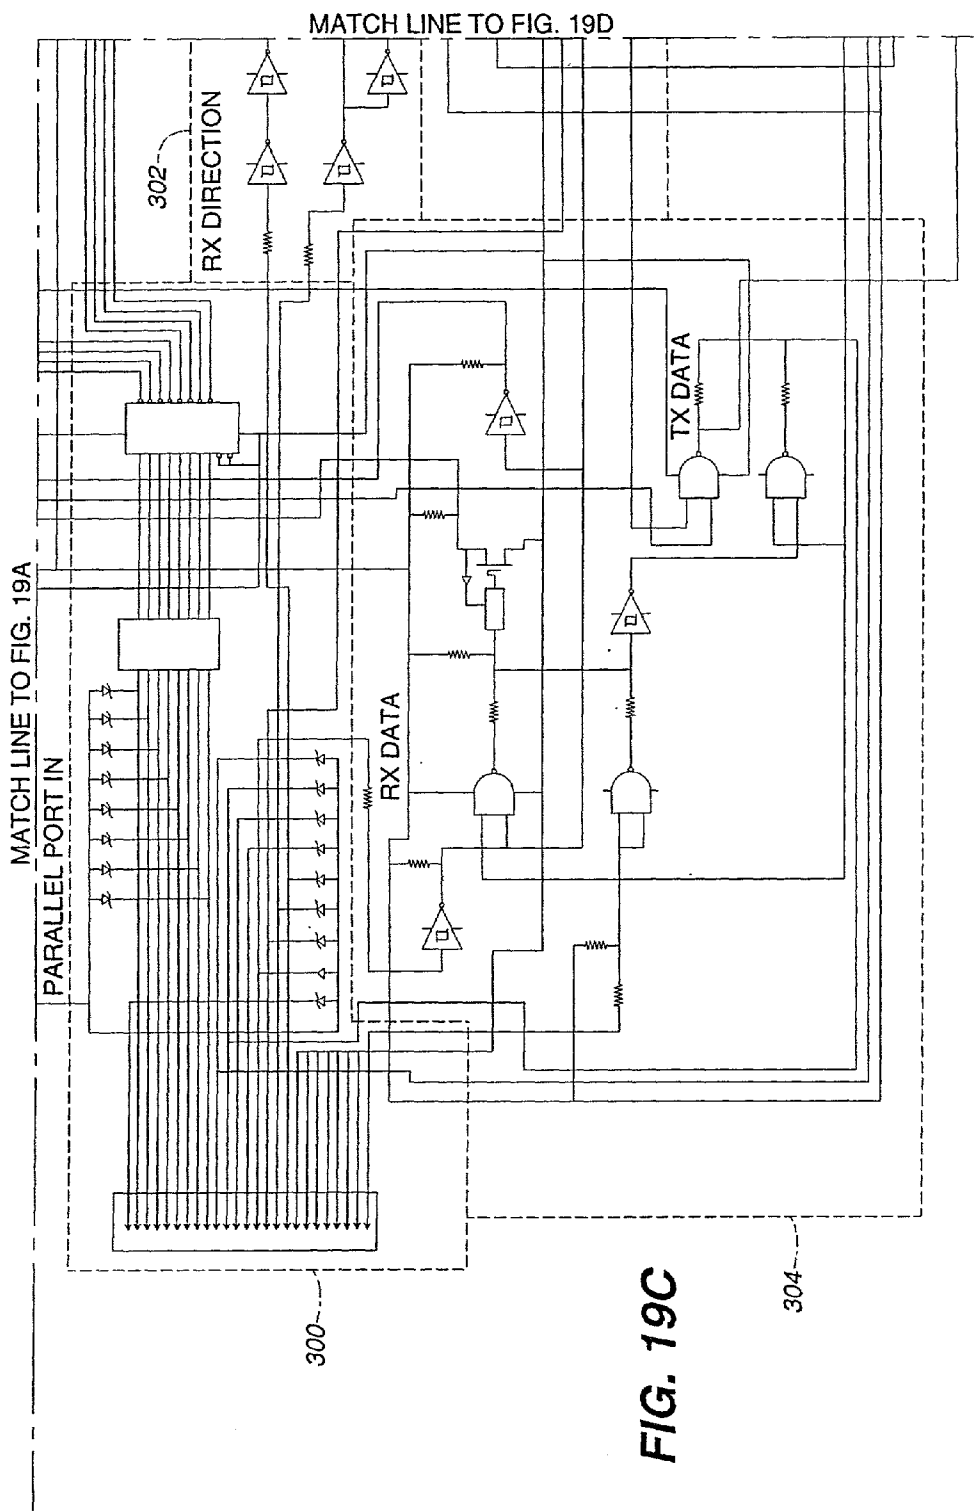 MATCH LINE TO FIG. 19D
MATCH LINE TO FIG. 19A
PARALLEL PORT IN
302
RX DIRECTION
RX DATA
TX DATA
300
304
FIG. 19C